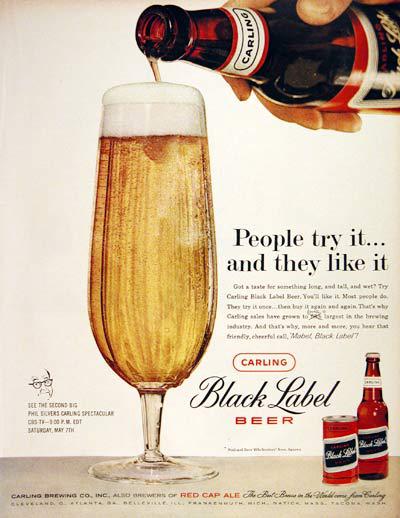 CARLING
CARLING
Black Label
People try it...
and they like it
Got a taste for something long, and tall, and wet? Try
Carling Black Label Beer. You'll like it. Most people do.
They try it once...then buy it again and again. That's why
Carling sales have grown to largest in the brewing
industry. And that's why, more and more, you hear that
friendly, cheerful call, "Mabel, Black Label"!
CARLING
Black Label
BEER
SEE THE SECOND BIG
PHIL SILVERS CARLING SPECTACULAR
CBS-TV—9:00 P.M. EDT
SATURDAY, MAY 7TH
CARLING
Black Label
CARLING
Black Label
CARLING BREWING CO., INC., ALSO BREWERS OF RED CAP ALE The Best Brews in the World come from Carling
CLEVELAND, O., ATLANTA, GA., BELLEVILLE, ILL., FRANKENMUTH, MICH., NATICK, MASS., TACOMA, WASH.